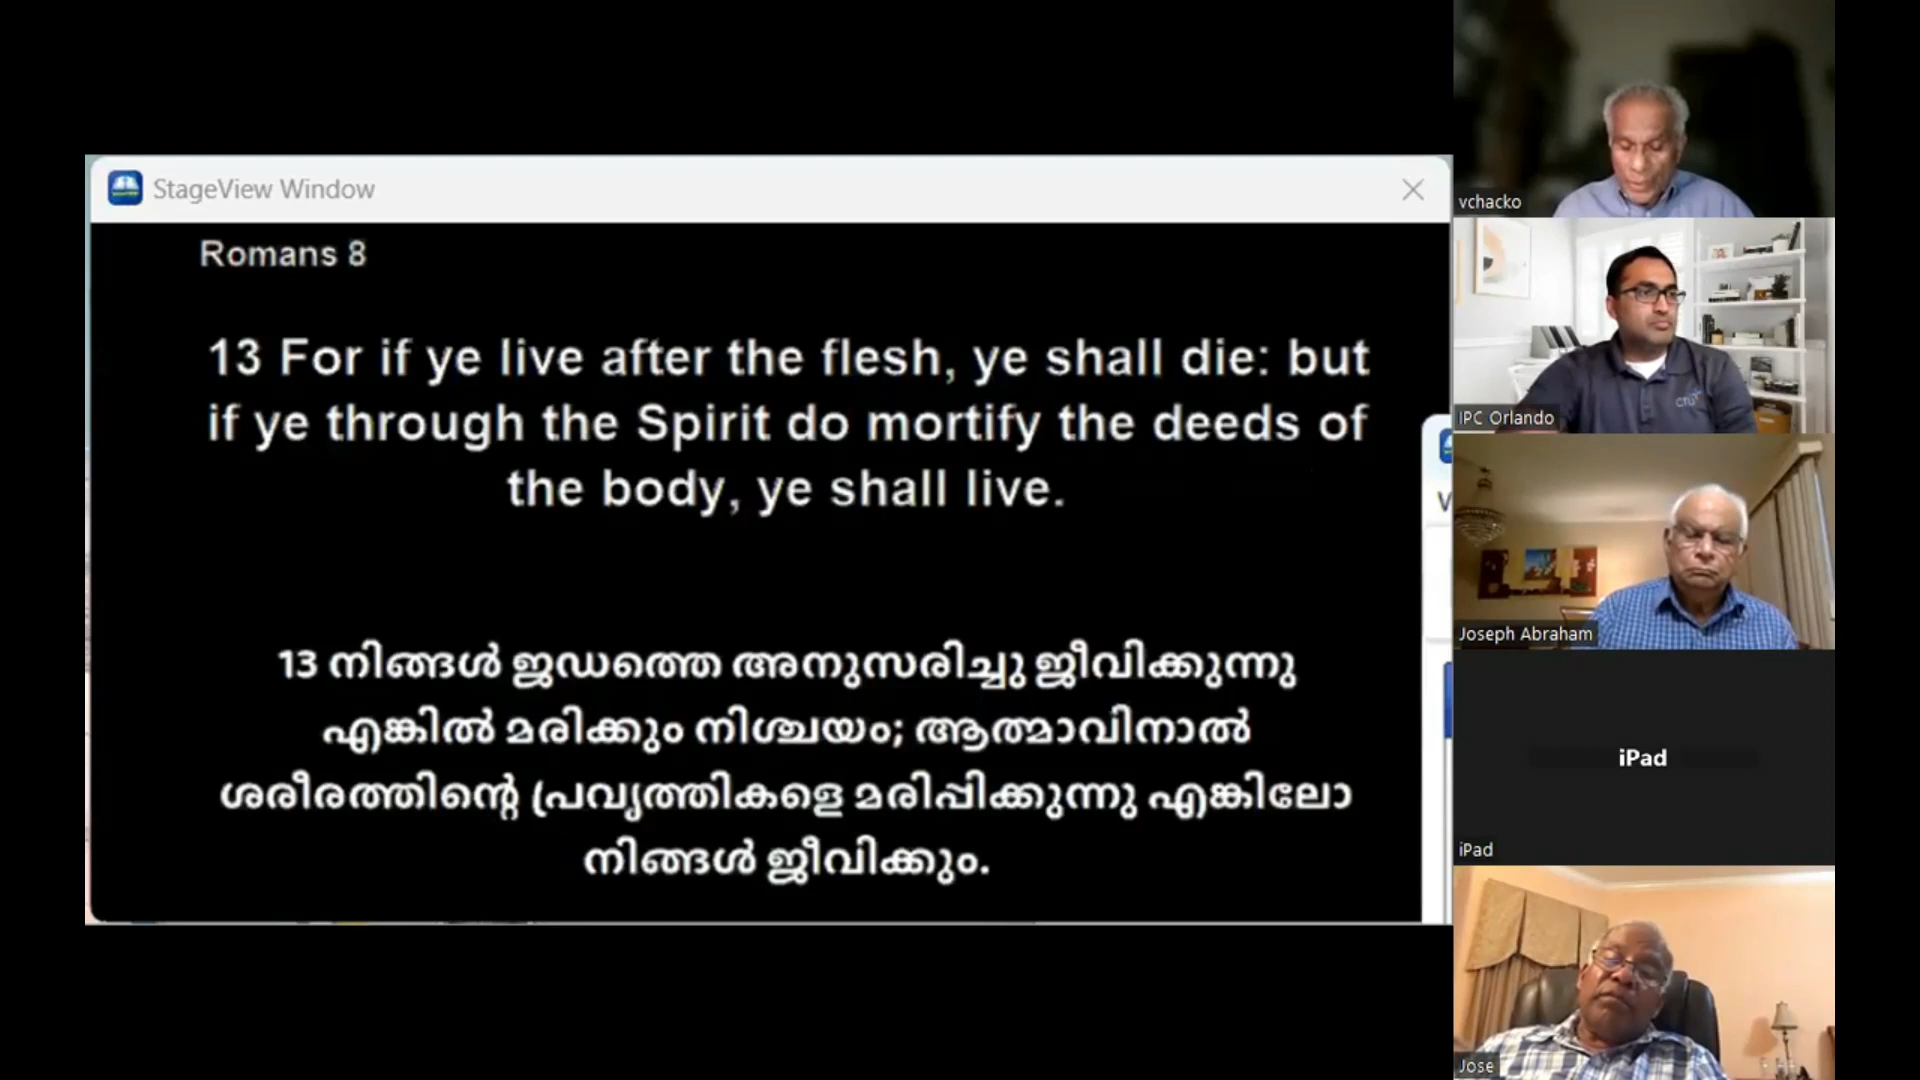 StageView Window
Romans 8
13 For if ye live after the flesh, ye shall die: but
if ye through the Spirit do mortify the deeds of
the body, ye shall live.
13 നിങ്ങൾ ജഡത്തെ അനുസരിച്ചു ജീവിക്കുന്നു
എങ്കിൽ മരിക്കും നിശ്ചയം; ആത്മാവിനാൽ
ശരീരത്തിന്റെ പ്രവൃത്തികളെ മരിപ്പിക്കുന്നു എങ്കിലോ
നിങ്ങൾ ജീവിക്കും.
vchacko
IPC Orlando
Joseph Abraham
iPad
iPad
Jose